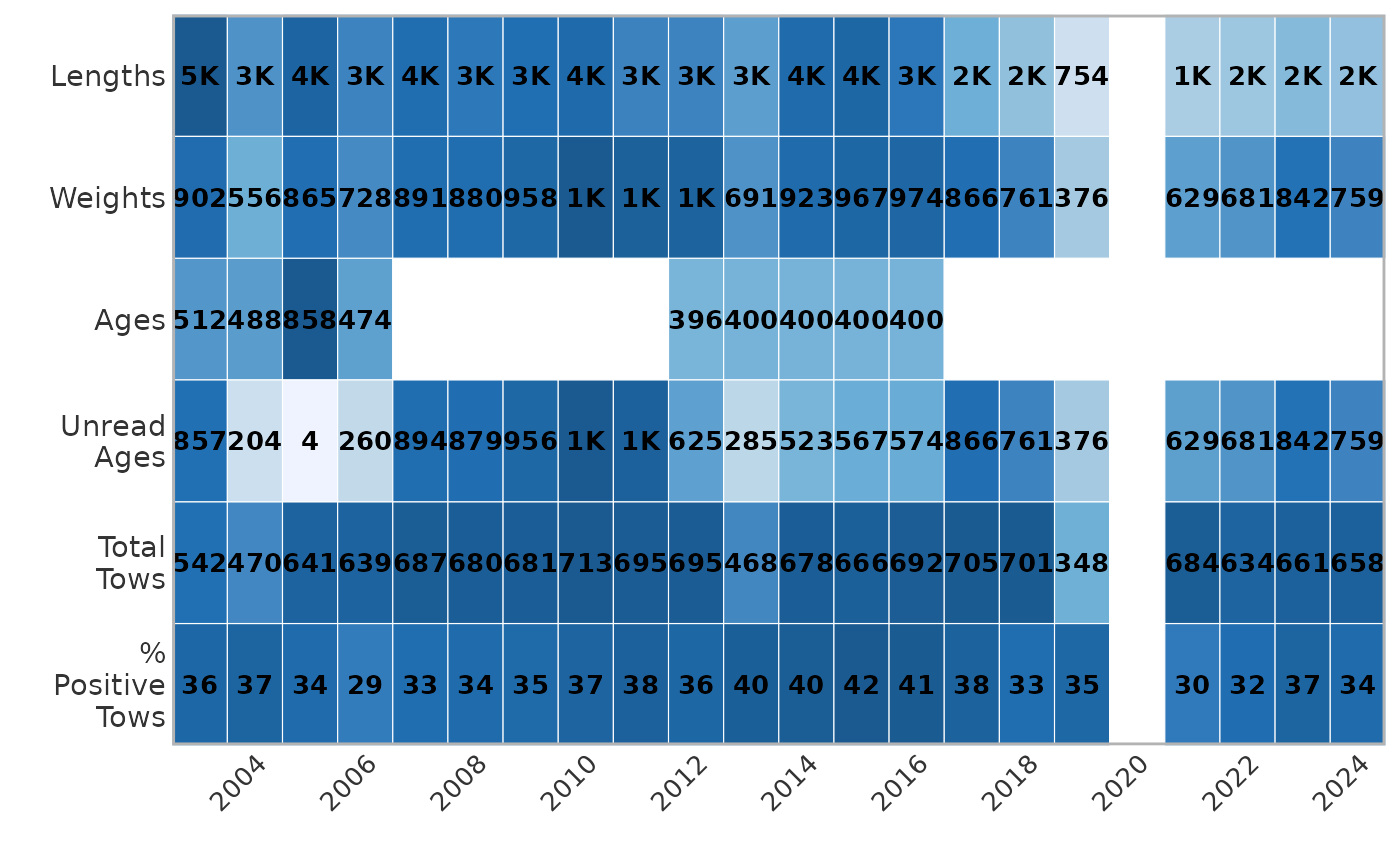 Lengths 5K 3K 4K 3K 4K 3K 3K 4K 3K 3K 3K 4K 4K 3K 2K 2K 754 1K 2K 2K 2K
Weights 902 556 865 728 891 880 958 1K 1K 1K 691 923 967 974 866 761 376 629 681 842 759
Ages 512 488 858 474 396 400 400 400 400
Unread
Ages
857 204 4 260 894 879 956 1K 1K 625 285 523 567 574 866 761 376 629 681 842 759
Total
Tows
542 470 641 639 687 680 681 713 695 695 468 678 666 692 705 701 348 684 634 661 658
%
Positive
Tows
36 37 34 29 33 34 35 37 38 36 40 40 42 41 38 33 35 30 32 37 34
2004 2006 2008 2010 2012 2014 2016 2018 2020 2022 2024